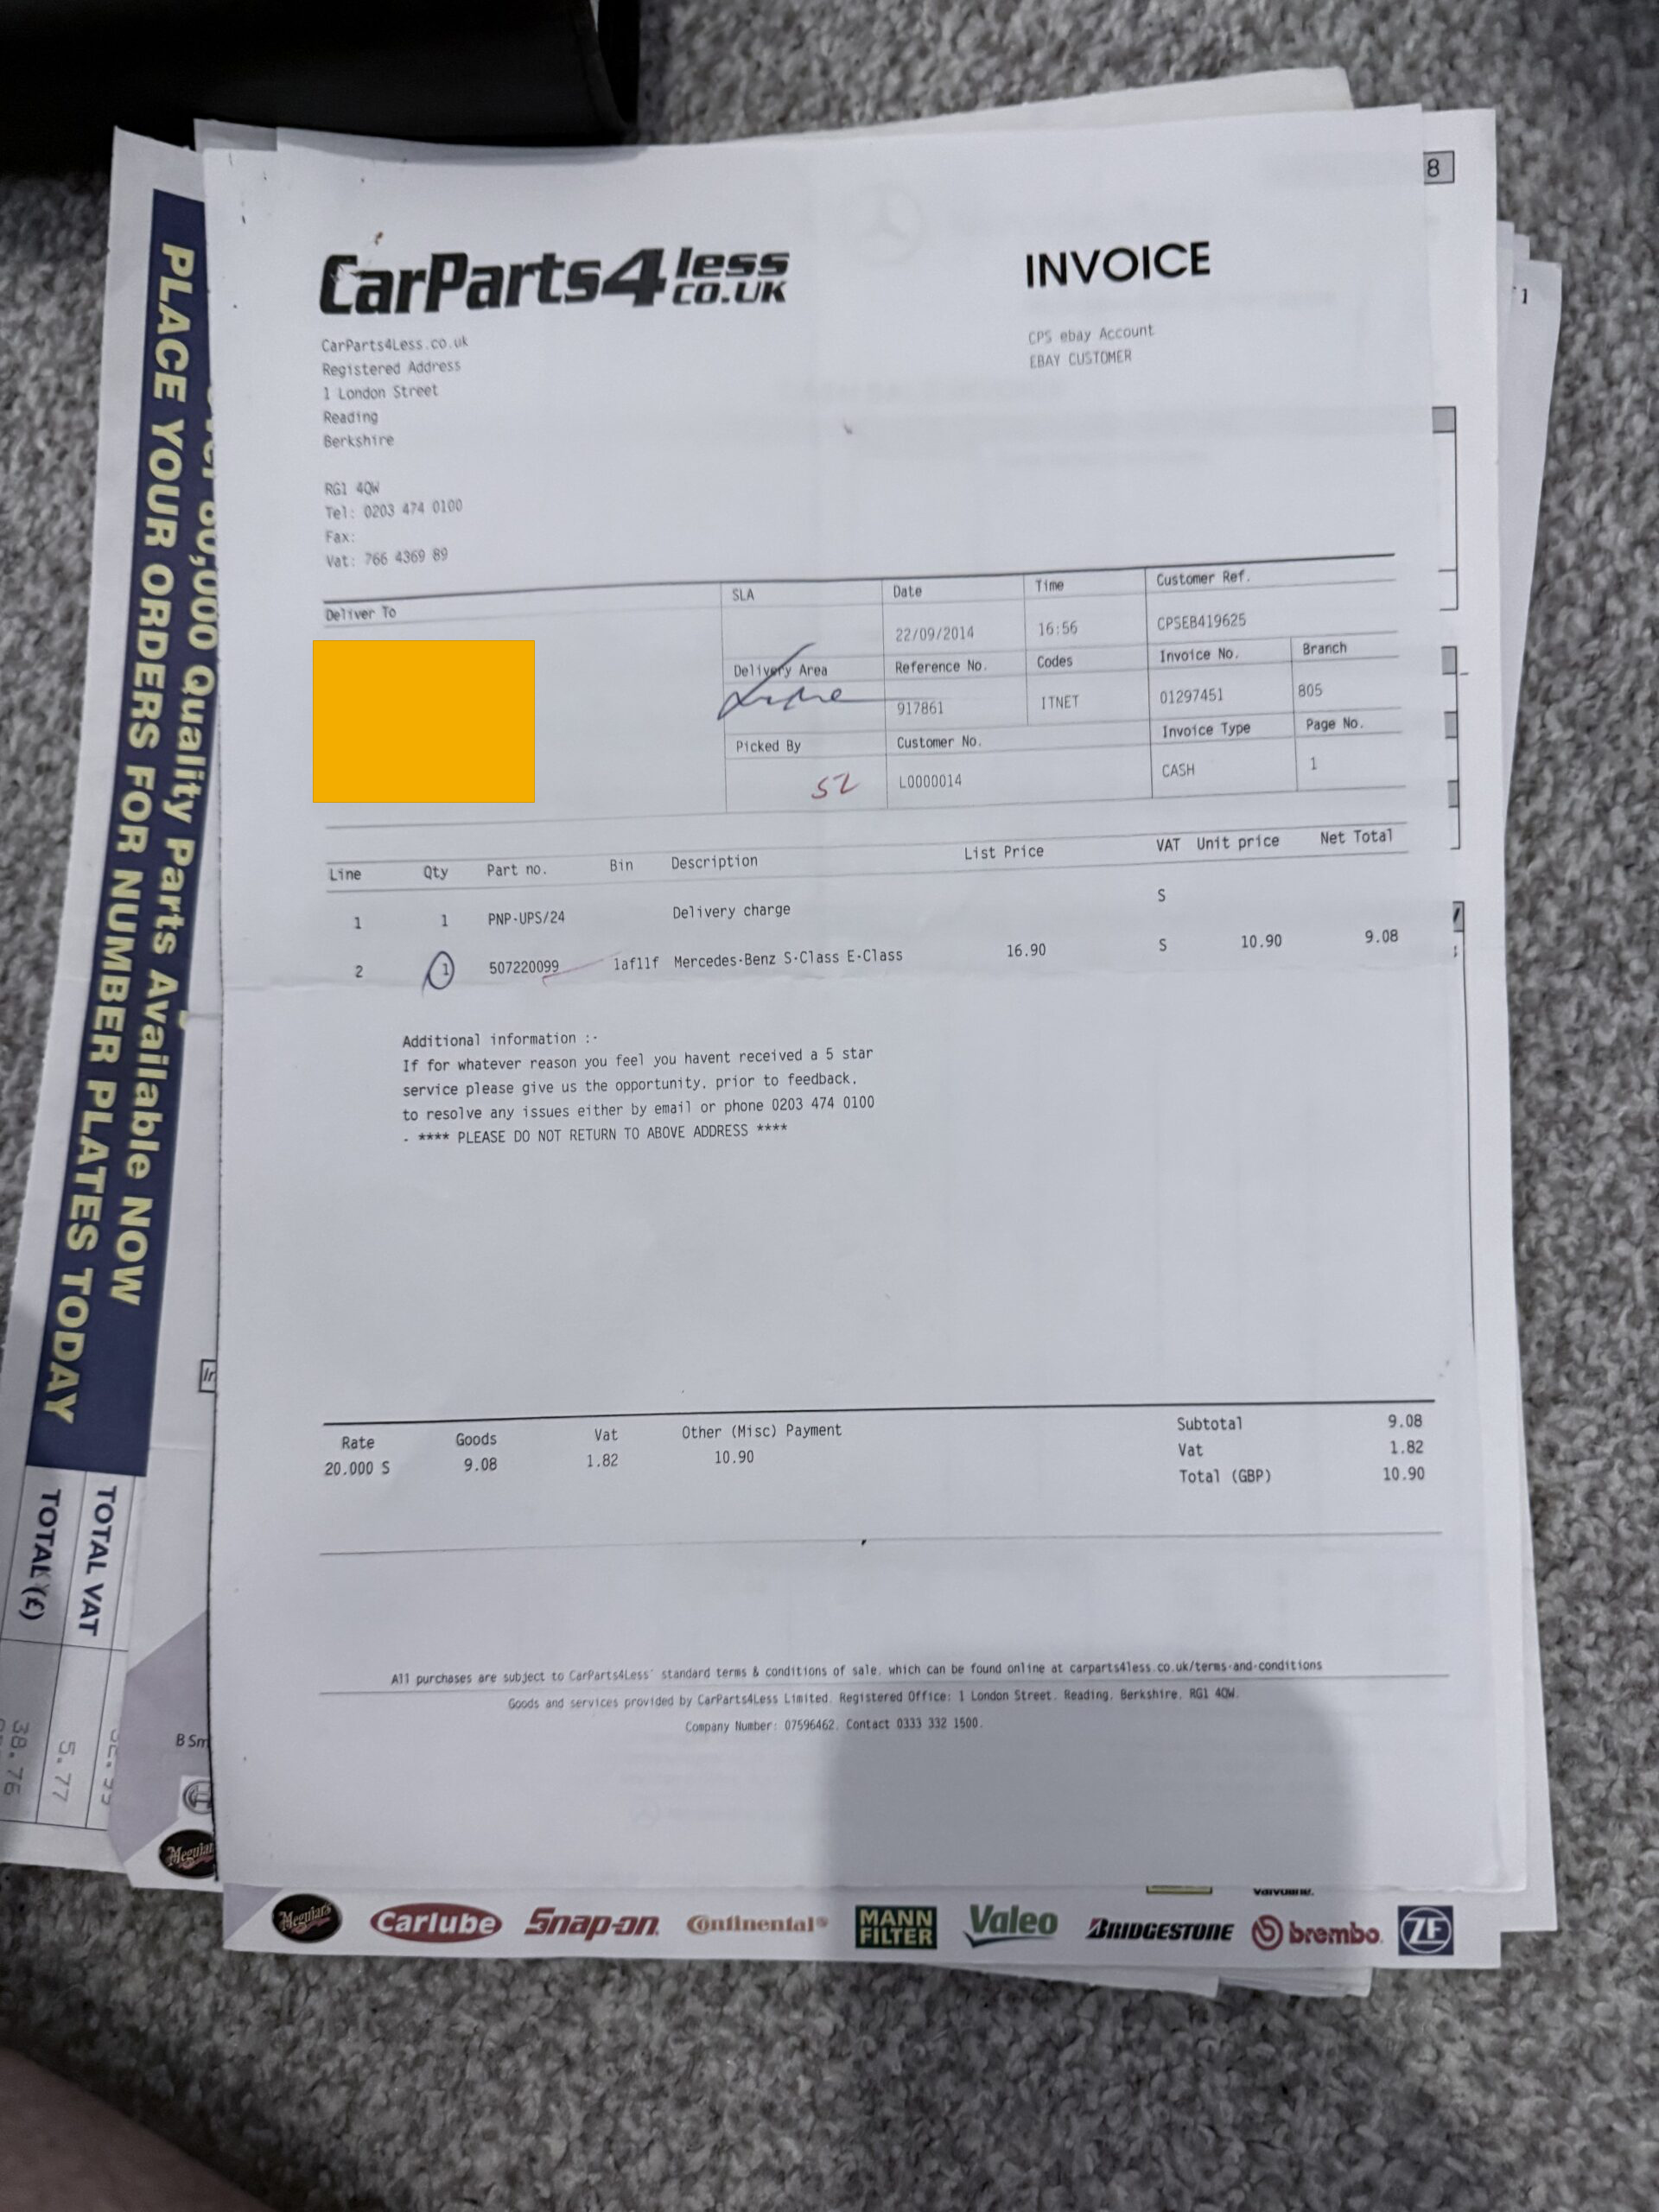 CarParts4less
CO.UK
INVOICE
CarParts4Less.co.uk
Registered Address
1 London Street
Reading
Berkshire
RG1 4QW
Tel: 0203 474 0100
Fax:
Vat: 766 4369 89
CPS ebay Account
EBAY CUSTOMER
Deliver To
SLA Date Time Customer Ref.
22/09/2014 16:56 CPSEB419625
Delivery Area Reference No. Codes Invoice No. Branch
917861 ITNET 01297451 805
Picked By Customer No. Invoice Type Page No.
SZ L0000014 CASH 1
Line Qty Part no. Bin Description List Price VAT Unit price Net Total
1 1 PNP-UPS/24 Delivery charge S
2 1 507220099 1af11f Mercedes-Benz S-Class E-Class 16.90 S 10.90 9.08
Additional information :-
If for whatever reason you feel you havent received a 5 star
service please give us the opportunity, prior to feedback,
to resolve any issues either by email or phone 0203 474 0100
- **** PLEASE DO NOT RETURN TO ABOVE ADDRESS ****
Rate Goods Vat Other (Misc) Payment
20.000 S 9.08 1.82 10.90
Subtotal 9.08
Vat 1.82
Total (GBP) 10.90
All purchases are subject to CarParts4Less' standard terms & conditions of sale, which can be found online at carparts4less.co.uk/terms-and-conditions
Goods and services provided by CarParts4Less Limited. Registered Office: 1 London Street, Reading, Berkshire, RG1 4QW.
Company Number: 07596462. Contact 0333 332 1500.
Meguiar's Carlube Snap-on Continental MANN FILTER Valeo BRIDGESTONE brembo ZF
PLACE YOUR ORDERS FOR NUMBER PLATES TODAY
Quality Parts Available NOW
TOTAL VAT
TOTAL (£)
5.77
38.76
B Sm
8
1